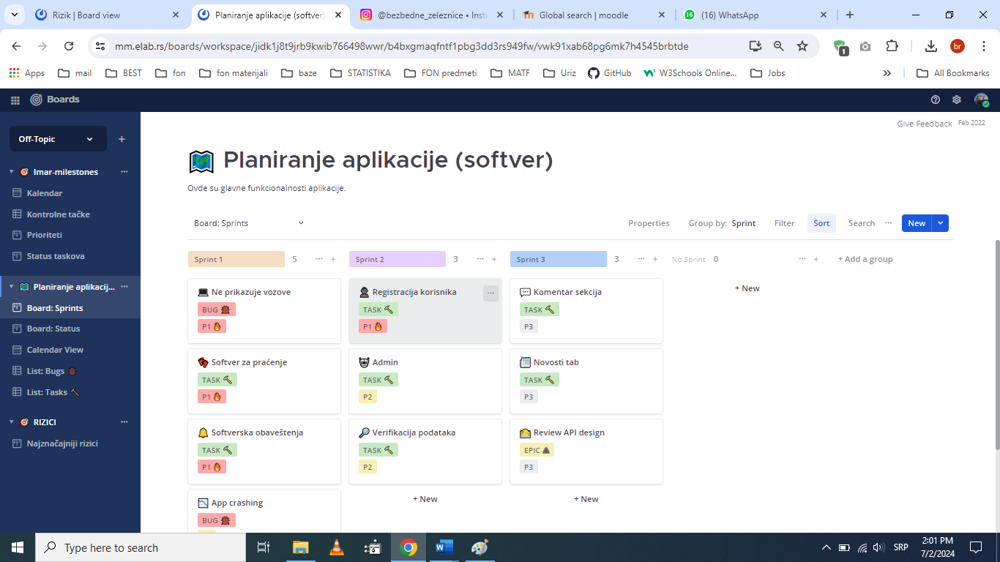 Rizik | Board view
Planiranje aplikacije (softver)
@bezbedne_zeleznice • Inst
Global search | moodle
(16) WhatsApp
mm.elab.rs/boards/workspace/jidk1j8t9jrb9kwib766498wwr/b4bxgmaqfntf1pbg3dd3rs949fw/vwk91xab68pg6mk7h4545brbtde
1
br
Apps
mail
BEST
fon
fon materijali
baze
STATISTIKA
FON predmeti
MATF
Uriz
GitHub
W3Schools Online...
Jobs
All Bookmarks
Boards
Off-Topic
Imar-milestones
Kalendar
Kontrolne tačke
Prioriteti
Status taskova
Planiranje aplikacij...
Board: Sprints
Board: Status
Calendar View
List: Bugs
List: Tasks
RIZICI
Najznačajniji rizici
Give Feedback Feb 2022
Planiranje aplikacije (softver)
Ovde su glavne funkcionalnosti aplikacije.
Board: Sprints
Properties Group by: Sprint Filter Sort Search ··· New
Sprint 1 5 ··· +
Sprint 2 3 ··· +
Sprint 3 3 ··· +
No Sprint 0 ··· +
+ Add a group
Ne prikazuje vozove
BUG
P1
Softver za praćenje
TASK
P1
Softverska obaveštenja
TASK
P1
App crashing
BUG
Registracija korisnika
TASK
P1
Admin
TASK
P2
Verifikacija podataka
TASK
P2
+ New
Komentar sekcija
TASK
P3
Novosti tab
TASK
P3
Review API design
EPIC
P3
+ New
+ New
Type here to search
SRP
2:01 PM
7/2/2024